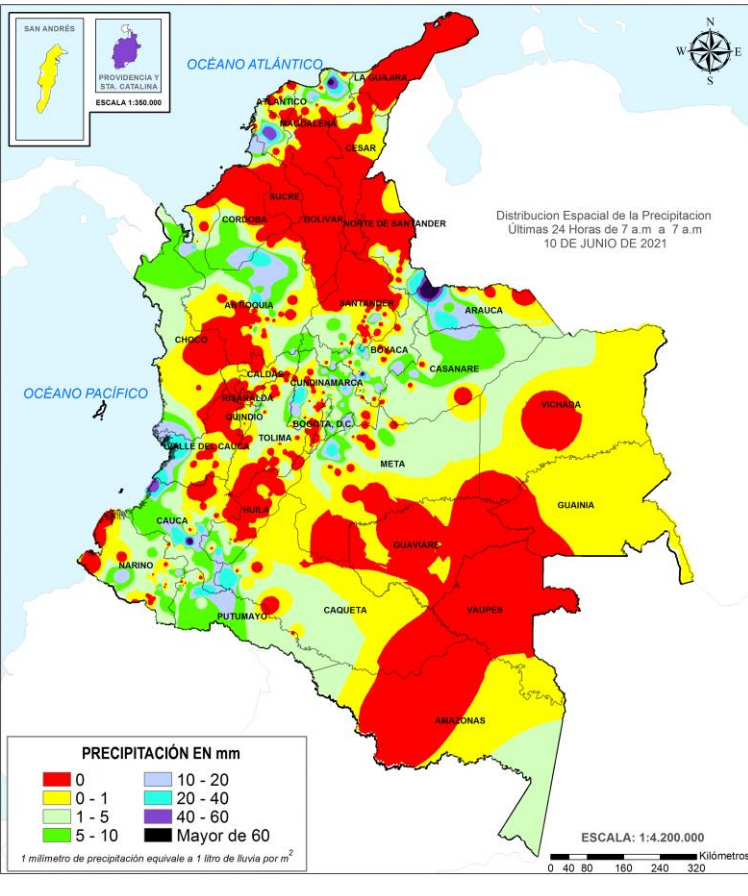 SAN ANDRÉS
PROVIDENCIA Y
STA. CATALINA
ESCALA 1:350.000
OCÉANO ATLÁNTICO
N
W
E
S
LA GUAJIRA
ATLANTICO
MAGDALENA
CESAR
SUCRE
CORDOBA
BOLIVAR
NORTE DE SANTANDER
Distribucion Espacial de la Precipitacion
Últimas 24 Horas de 7 a.m a 7 a.m
10 DE JUNIO DE 2021
ANTIOQUIA
SANTANDER
ARAUCA
CHOCO
BOYACA
CASANARE
CALDAS
CUNDINAMARCA
OCÉANO PACÍFICO
RISARALDA
QUINDIO
BOGOTA, D.C.
VICHADA
TOLIMA
VALLE DEL CAUCA
META
GUAINIA
HUILA
CAUCA
GUAVIARE
NARINO
CAQUETA
VAUPES
PUTUMAYO
AMAZONAS
PRECIPITACIÓN EN mm
0
10 - 20
0 - 1
20 - 40
1 - 5
40 - 60
5 - 10
Mayor de 60
1 milímetro de precipitación equivale a 1 litro de lluvia por m²
ESCALA: 1:4.200.000
Kilómetros
0 40 80 160 240 320